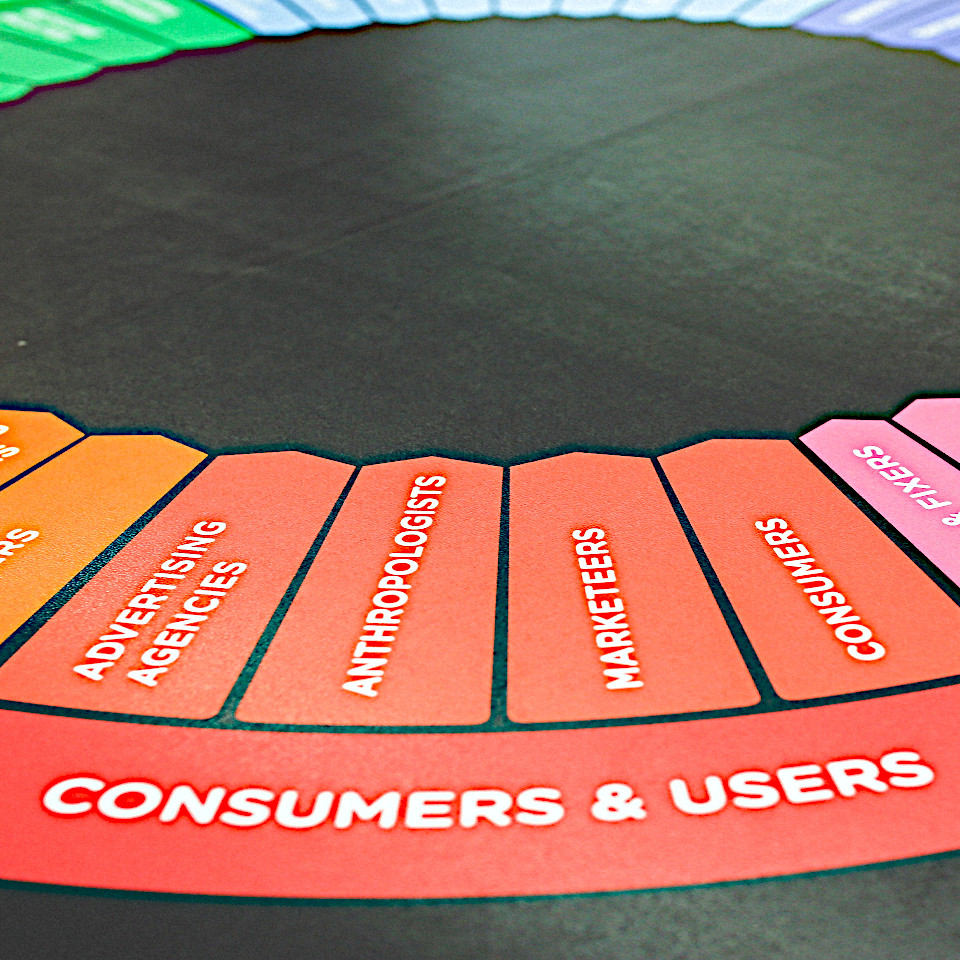 ADVERTISING
AGENCIES
ANTHROPOLOGISTS
MARKETEERS
CONSUMERS
& FIXERS
CONSUMERS & USERS